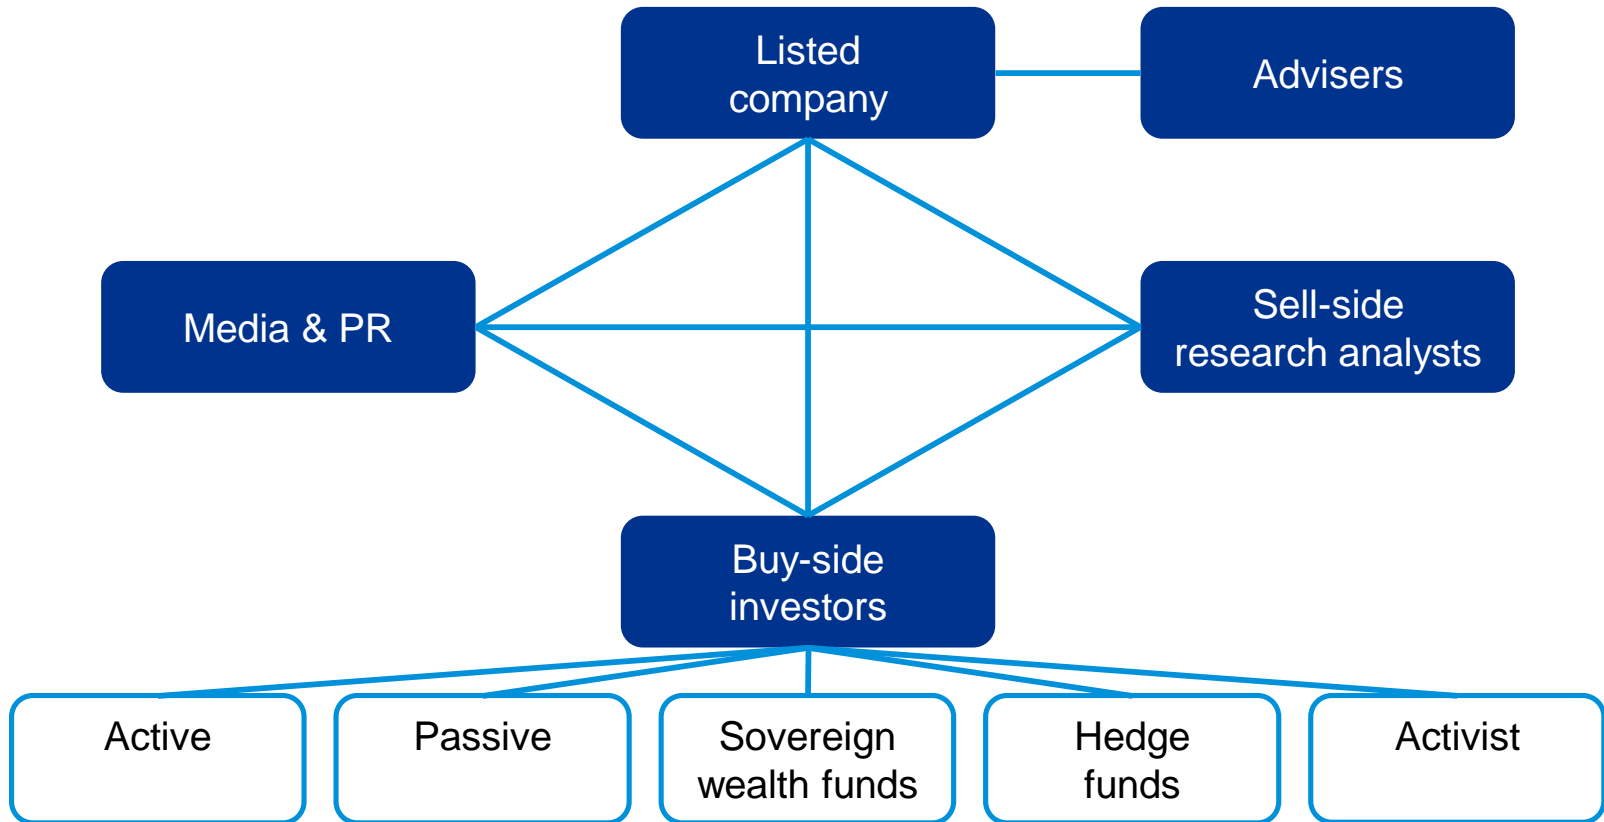 Listed
company
Advisers
Media & PR
Sell-side
research analysts
Buy-side
investors
Active
Passive
Sovereign
wealth funds
Hedge
funds
Activist